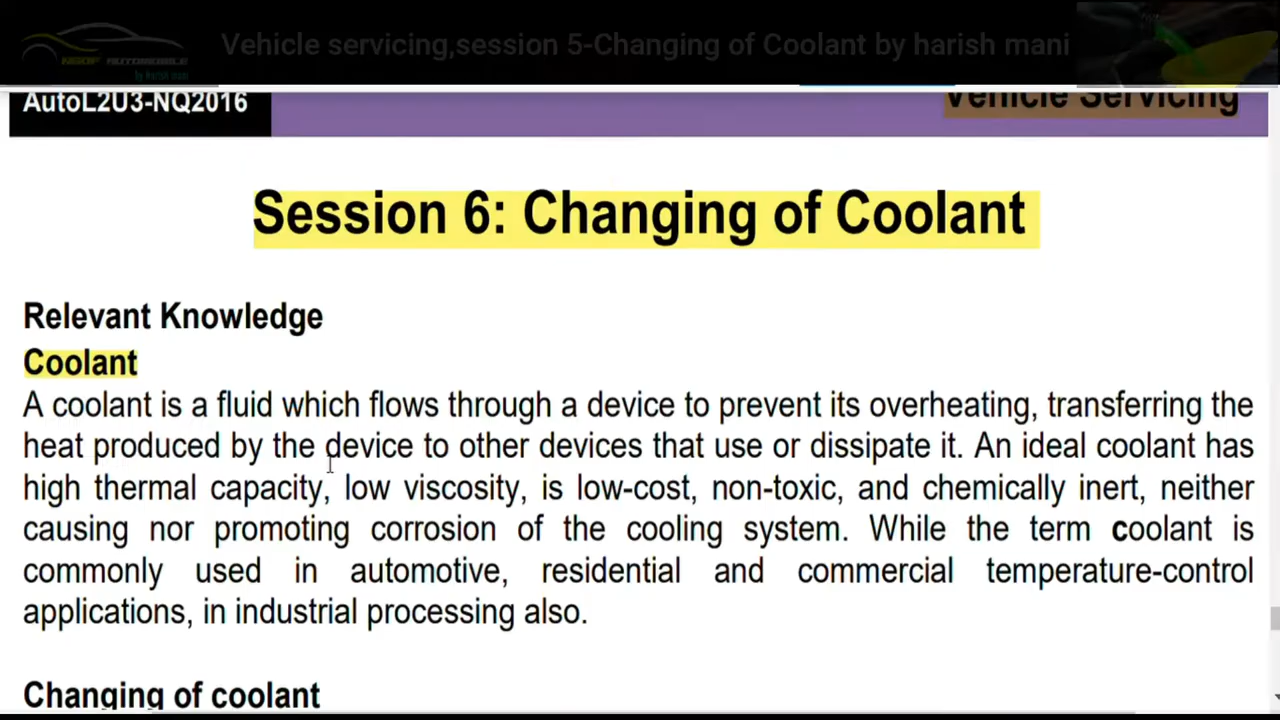 Vehicle servicing,session 5-Changing of Coolant by harish mani
NSQF AUTOMOBILE
by harish mani
AutoL2U3-NQ2016
Vehicle Servicing
Session 6: Changing of Coolant
Relevant Knowledge
Coolant
A coolant is a fluid which flows through a device to prevent its overheating, transferring the
heat produced by the device to other devices that use or dissipate it. An ideal coolant has
high thermal capacity, low viscosity, is low-cost, non-toxic, and chemically inert, neither
causing nor promoting corrosion of the cooling system. While the term coolant is
commonly used in automotive, residential and commercial temperature-control
applications, in industrial processing also.
Changing of coolant